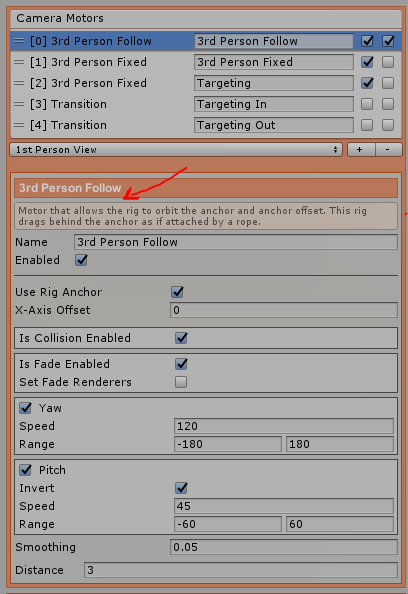 Camera Motors
[0] 3rd Person Follow 3rd Person Follow
[1] 3rd Person Fixed 3rd Person Fixed
[2] 3rd Person Fixed Targeting
[3] Transition Targeting In
[4] Transition Targeting Out
1st Person View + -
3rd Person Follow
Motor that allows the rig to orbit the anchor and anchor offset. This rig
drags behind the anchor as if attached by a rope.
Name 3rd Person Follow
Enabled
Use Rig Anchor
X-Axis Offset 0
Is Collision Enabled
Is Fade Enabled
Set Fade Renderers
Yaw
Speed 120
Range -180 180
Pitch
Invert
Speed 45
Range -60 60
Smoothing 0.05
Distance 3